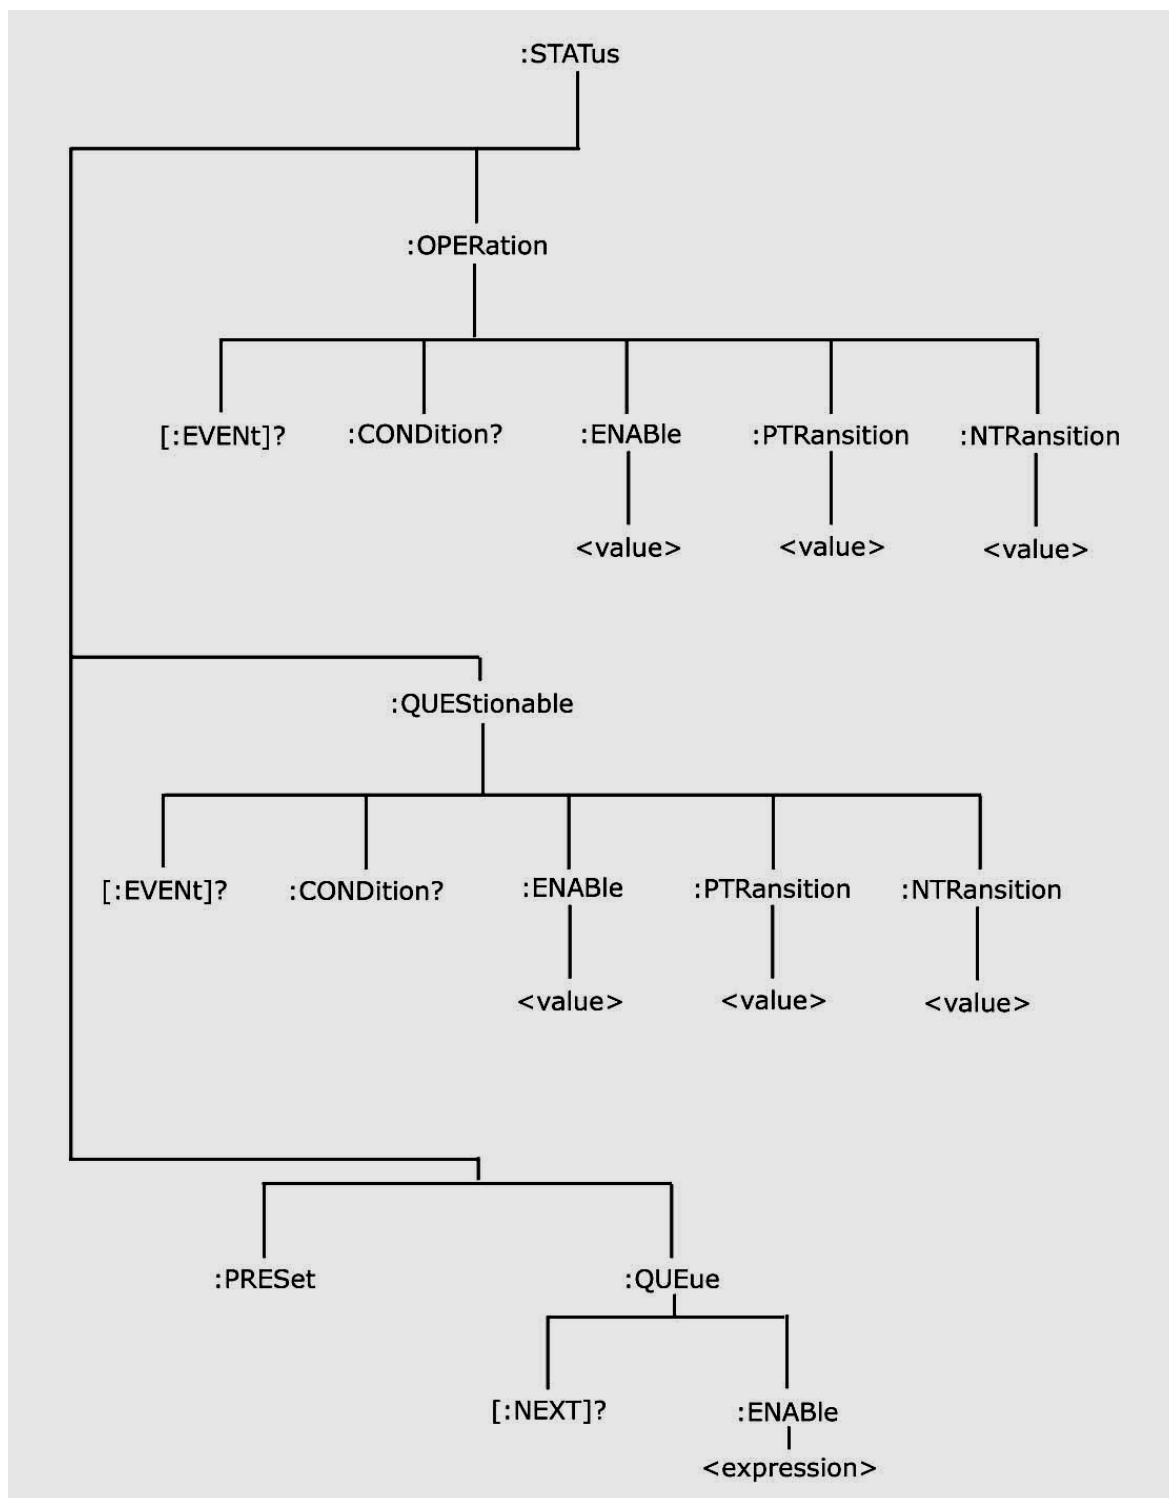 :STATus
:OPERation
[:EVENt]? :CONDition? :ENABle :PTRansition :NTRansition
<value> <value> <value>
:QUEStionable
[:EVENt]? :CONDition? :ENABle :PTRansition :NTRansition
<value> <value> <value>
:PRESet :QUEue
[:NEXT]? :ENABle
<expression>